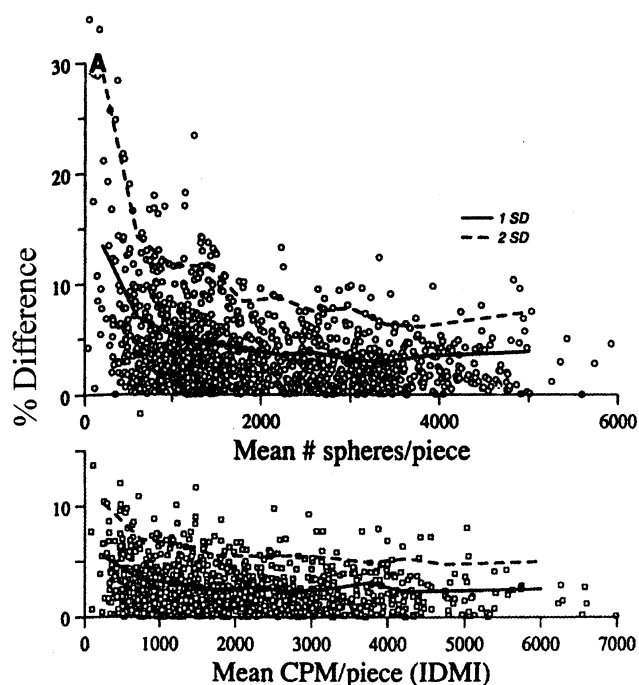 A
30
20
10
0
% Difference
1 SD
2 SD
0 2000 4000 6000
Mean # spheres/piece
10
0
0 1000 2000 3000 4000 5000 6000 7000
Mean CPM/piece (IDMI)